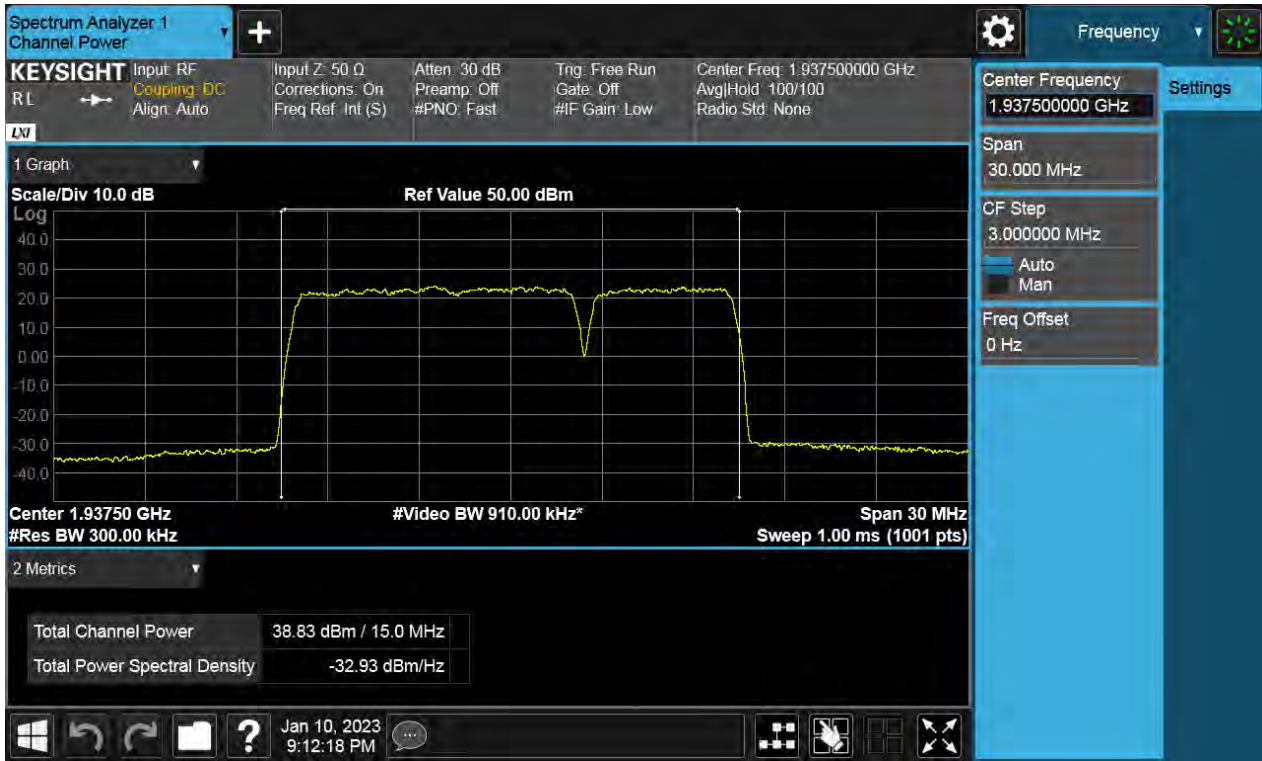 Spectrum Analyzer 1
Channel Power
+
Frequency
KEYSIGHT Input: RF Input Z: 50 Ω Atten: 30 dB Trig: Free Run Center Freq: 1.937500000 GHz
RL Coupling: DC Corrections: On Preamp: Off Gate: Off Avg|Hold: 100/100
Align: Auto Freq Ref: Int (S) #PNO: Fast #IF Gain: Low Radio Std: None
LXI
Center Frequency
1.937500000 GHz
Settings
Span
30.000 MHz
CF Step
3.000000 MHz
Auto
Man
Freq Offset
0 Hz
1 Graph
Scale/Div 10.0 dB Ref Value 50.00 dBm
Log
40.0
30.0
20.0
10.0
0.00
-10.0
-20.0
-30.0
-40.0
Center 1.93750 GHz #Video BW 910.00 kHz* Span 30 MHz
#Res BW 300.00 kHz Sweep 1.00 ms (1001 pts)
2 Metrics
Total Channel Power 38.83 dBm / 15.0 MHz
Total Power Spectral Density -32.93 dBm/Hz
? Jan 10, 2023
9:12:18 PM